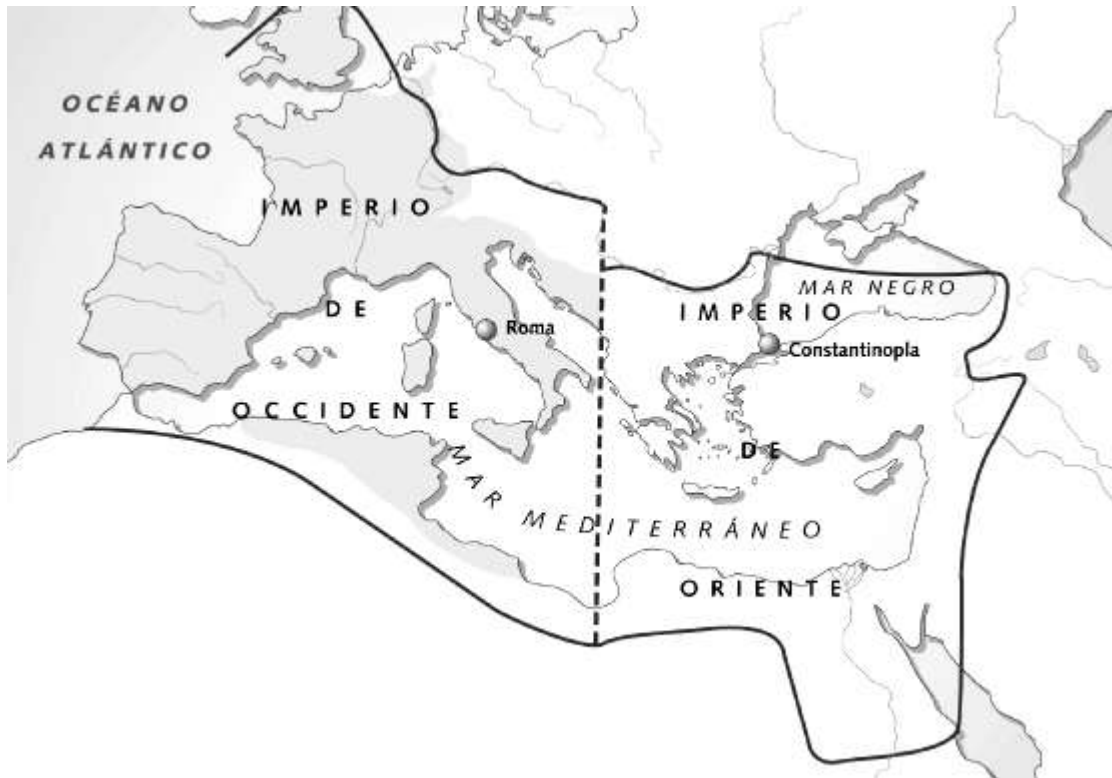 OCÉANO
ATLÁNTICO
IMPERIO
DE
OCCIDENTE
Roma
MAR NEGRO
IMPERIO
Constantinopla
DE
ORIENTE
MAR MEDITERRÁNEO